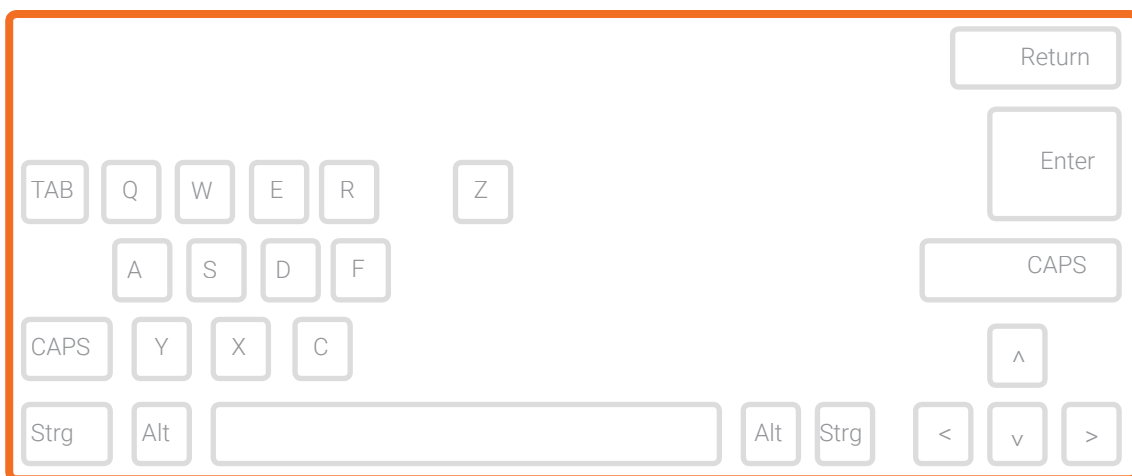 Return
Enter
TAB Q W E R Z
A S D F CAPS
CAPS Y X C ^
Strg Alt Alt Strg < v >